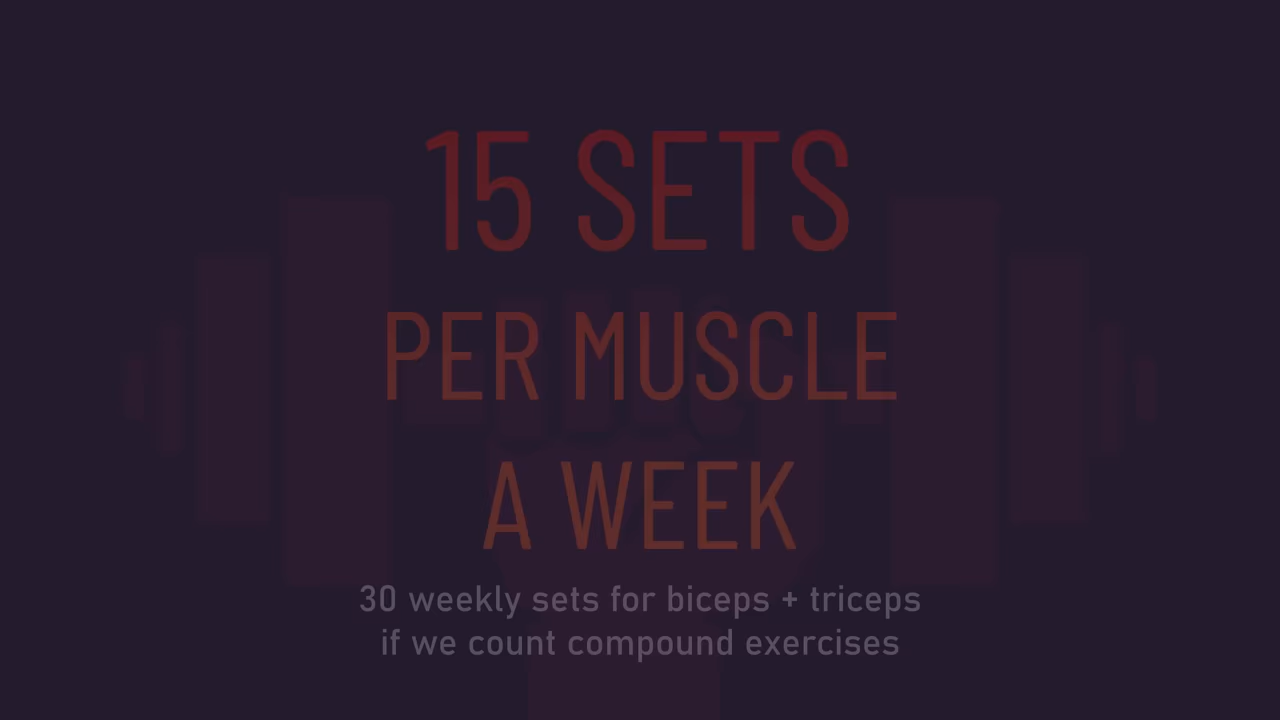 15 SETS
PER MUSCLE
A WEEK
30 weekly sets for biceps + triceps
if we count compound exercises